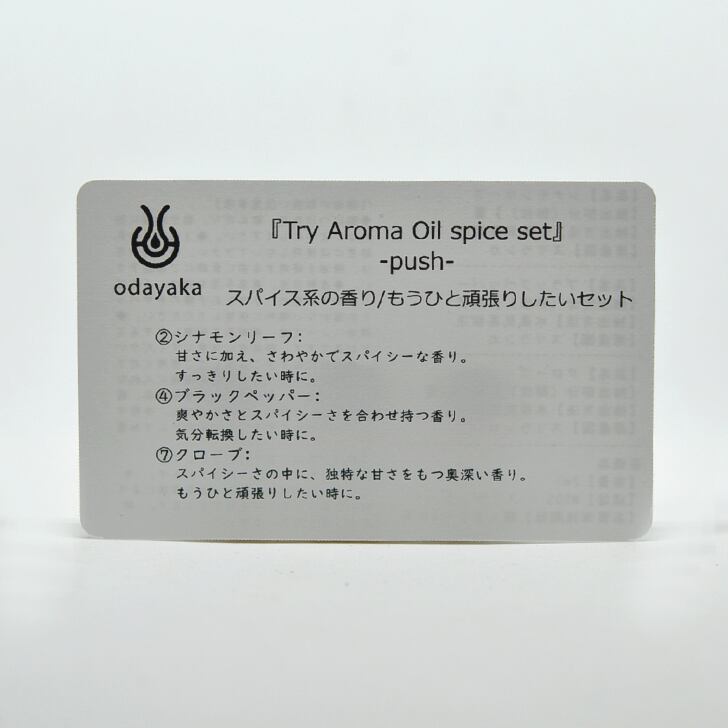 odayaka
『Try Aroma Oil spice set』
-push-
スパイス系の香り/もうひと頑張りしたいセット
②シナモンリーフ:
甘さに加え、さわやかでスパイシーな香り。
すっきりしたい時に。
④ブラックペッパー:
爽やかさとスパイシーさを合わせ持つ香り。
気分転換したい時に。
⑦クローブ:
スパイシーさの中に、独特な甘さをもつ奥深い香り。
もうひと頑張りしたい時に。